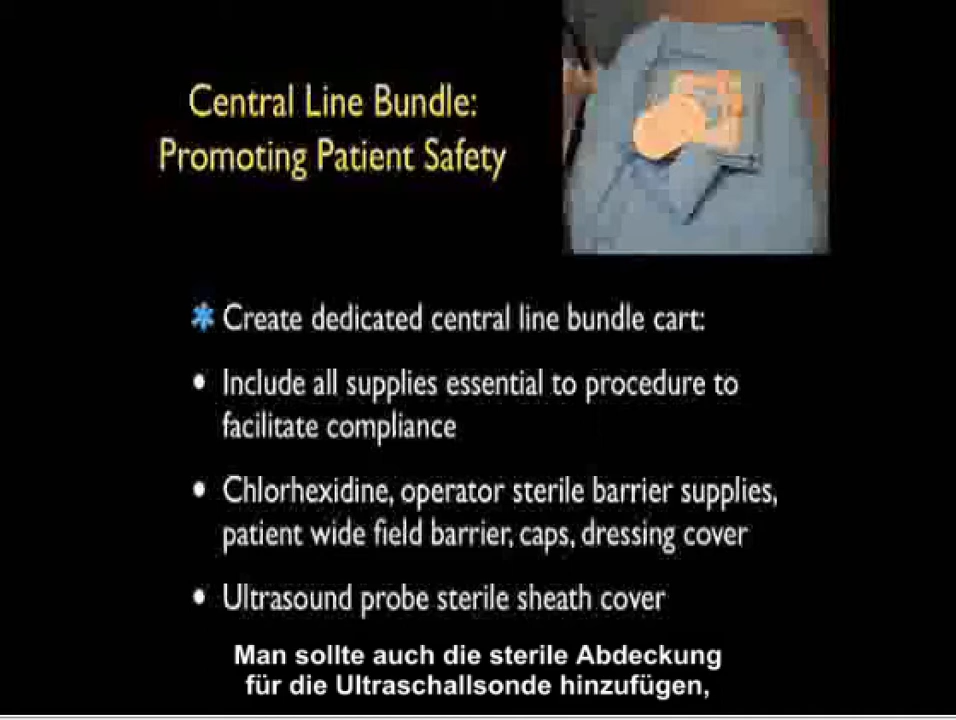 Central Line Bundle:
Promoting Patient Safety
* Create dedicated central line bundle cart:
• Include all supplies essential to procedure to
facilitate compliance
• Chlorhexidine, operator sterile barrier supplies,
patient wide field barrier, caps, dressing cover
• Ultrasound probe sterile sheath cover
Man sollte auch die sterile Abdeckung
für die Ultraschallsonde hinzufügen,